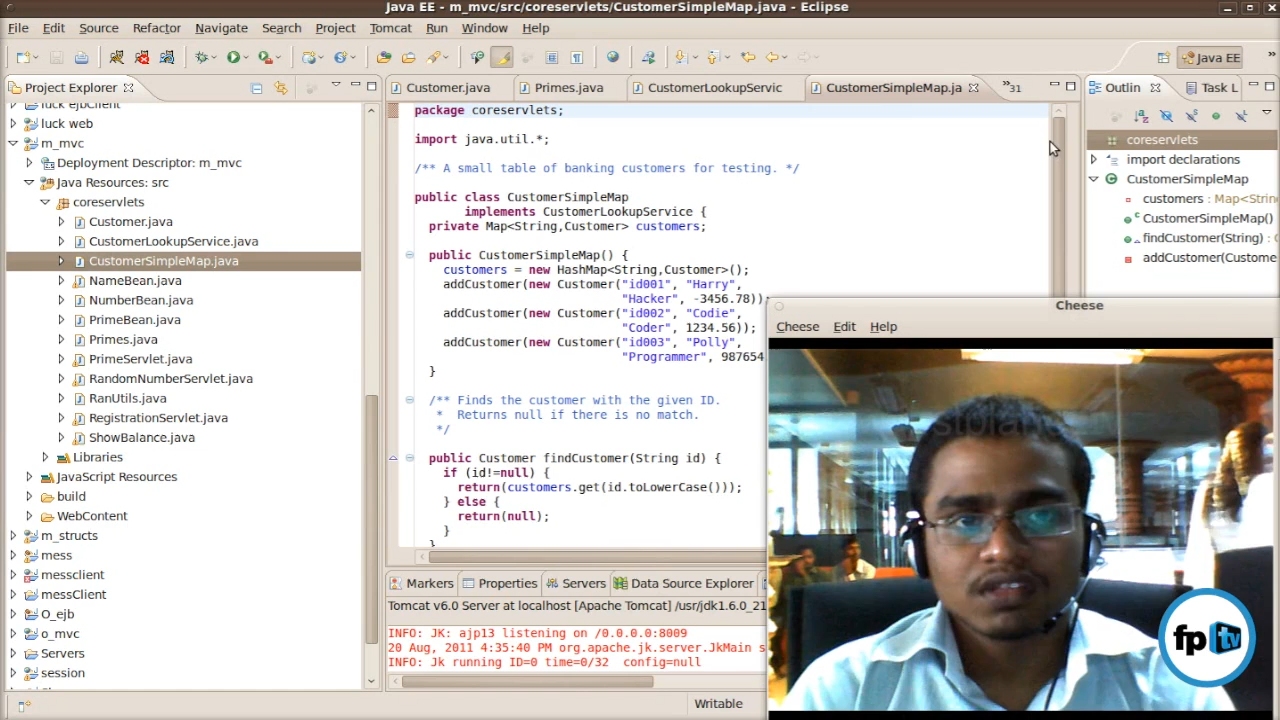 Java EE - m_mvc/src/coreservlets/CustomerSimpleMap.java - Eclipse
File Edit Source Refactor Navigate Search Project Tomcat Run Window Help
Java EE
Project Explorer
luck ejbClient
luck web
m_mvc
Deployment Descriptor: m_mvc
Java Resources: src
coreservlets
Customer.java
CustomerLookupService.java
CustomerSimpleMap.java
NameBean.java
NumberBean.java
PrimeBean.java
Primes.java
PrimeServlet.java
RandomNumberServlet.java
RanUtils.java
RegistrationServlet.java
ShowBalance.java
Libraries
JavaScript Resources
build
WebContent
m_structs
mess
messclient
messClient
O_ejb
o_mvc
Servers
session
Customer.java Primes.java CustomerLookupServic CustomerSimpleMap.ja »31
package coreservlets;
import java.util.*;
/** A small table of banking customers for testing. */
public class CustomerSimpleMap
implements CustomerLookupService {
private Map<String,Customer> customers;
public CustomerSimpleMap() {
customers = new HashMap<String,Customer>();
addCustomer(new Customer("id001", "Harry",
"Hacker", -3456.78));
addCustomer(new Customer("id002", "Codie",
"Coder", 1234.56));
addCustomer(new Customer("id003", "Polly",
"Programmer", 987654
}
/** Finds the customer with the given ID.
* Returns null if there is no match.
*/
public Customer findCustomer(String id) {
if (id!=null) {
return(customers.get(id.toLowerCase()));
} else {
return(null);
}
Outlin Task L
coreservlets
import declarations
CustomerSimpleMap
customers : Map<Strin
CustomerSimpleMap()
findCustomer(String) :
addCustomer(Custome
Cheese
Cheese Edit Help
fp tv
Markers Properties Servers Data Source Explorer
Tomcat v6.0 Server at localhost [Apache Tomcat] /usr/jdk1.6.0_21
INFO: JK: ajp13 listening on /0.0.0.0:8009
20 Aug, 2011 4:35:40 PM org.apache.jk.server.JkMain s
INFO: Jk running ID=0 time=0/32 config=null
Writable